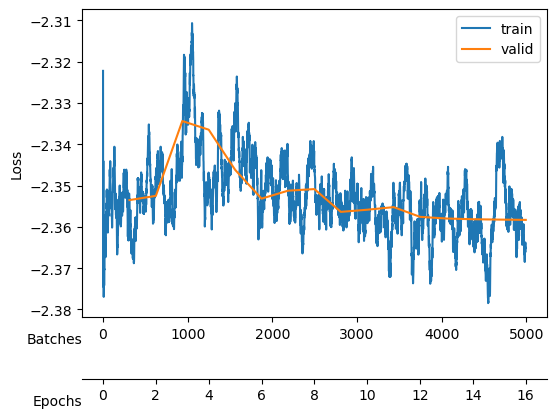 −2.31
−2.32
−2.33
−2.34
−2.35
−2.36
−2.37
−2.38
Loss
train
valid
Batches 0 1000 2000 3000 4000 5000
Epochs 0 2 4 6 8 10 12 14 16